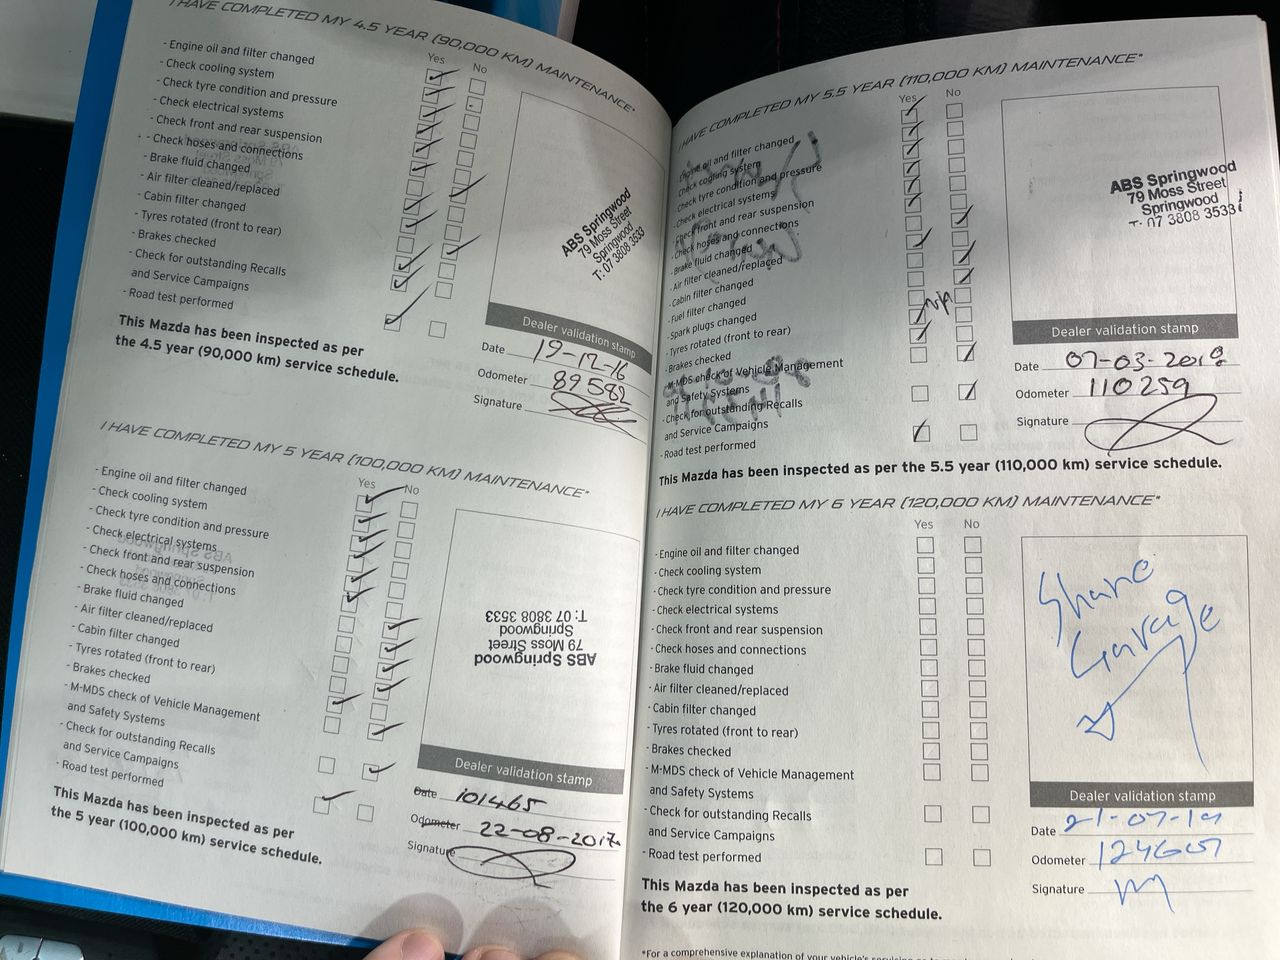 I HAVE COMPLETED MY 4.5 YEAR (90,000 KM) MAINTENANCE*
Yes No
- Engine oil and filter changed
- Check cooling system
- Check tyre condition and pressure
- Check electrical systems
- Check front and rear suspension
- Check hoses and connections
- Brake fluid changed
- Air filter cleaned/replaced
- Cabin filter changed
- Tyres rotated (front to rear)
- Brakes checked
- Check for outstanding Recalls
and Service Campaigns
- Road test performed
This Mazda has been inspected as per
the 4.5 year (90,000 km) service schedule.
ABS Springwood
79 Moss Street
Springwood
T: 07 3808 3533
Dealer validation stamp
Date 19-12-16
Odometer 89582
Signature
I HAVE COMPLETED MY 5 YEAR (100,000 KM) MAINTENANCE*
Yes No
- Engine oil and filter changed
- Check cooling system
- Check tyre condition and pressure
- Check electrical systems
- Check front and rear suspension
- Check hoses and connections
- Brake fluid changed
- Air filter cleaned/replaced
- Cabin filter changed
- Tyres rotated (front to rear)
- Brakes checked
- M-MDS check of Vehicle Management
and Safety Systems
- Check for outstanding Recalls
and Service Campaigns
- Road test performed
This Mazda has been inspected as per
the 5 year (100,000 km) service schedule.
ABS Springwood
79 Moss Street
Springwood
T: 07 3808 3533
Dealer validation stamp
Date 101465
Odometer 22-08-2017
Signature
I HAVE COMPLETED MY 5.5 YEAR (110,000 KM) MAINTENANCE*
Yes No
- Engine oil and filter changed
- Check cooling system
- Check tyre condition and pressure
- Check electrical systems
- Check front and rear suspension
- Check hoses and connections
- Brake fluid changed
- Air filter cleaned/replaced
- Cabin filter changed
- Fuel filter changed
- Spark plugs changed
- Tyres rotated (front to rear)
- Brakes checked
- M-MDS check of Vehicle Management
and Safety Systems
- Check for outstanding Recalls
and Service Campaigns
- Road test performed
N/A
This Mazda has been inspected as per the 5.5 year (110,000 km) service schedule.
ABS Springwood
79 Moss Street
Springwood
T: 07 3808 3533
Dealer validation stamp
Date 07-03-2018
Odometer 110259
Signature
I HAVE COMPLETED MY 6 YEAR (120,000 KM) MAINTENANCE*
Yes No
- Engine oil and filter changed
- Check cooling system
- Check tyre condition and pressure
- Check electrical systems
- Check front and rear suspension
- Check hoses and connections
- Brake fluid changed
- Air filter cleaned/replaced
- Cabin filter changed
- Tyres rotated (front to rear)
- Brakes checked
- M-MDS check of Vehicle Management
and Safety Systems
- Check for outstanding Recalls
and Service Campaigns
- Road test performed
This Mazda has been inspected as per
the 6 year (120,000 km) service schedule.
Shane
Garage
Dealer validation stamp
Date 21-07-19
Odometer
Signature
*For a comprehensive explanation of your vehicle's